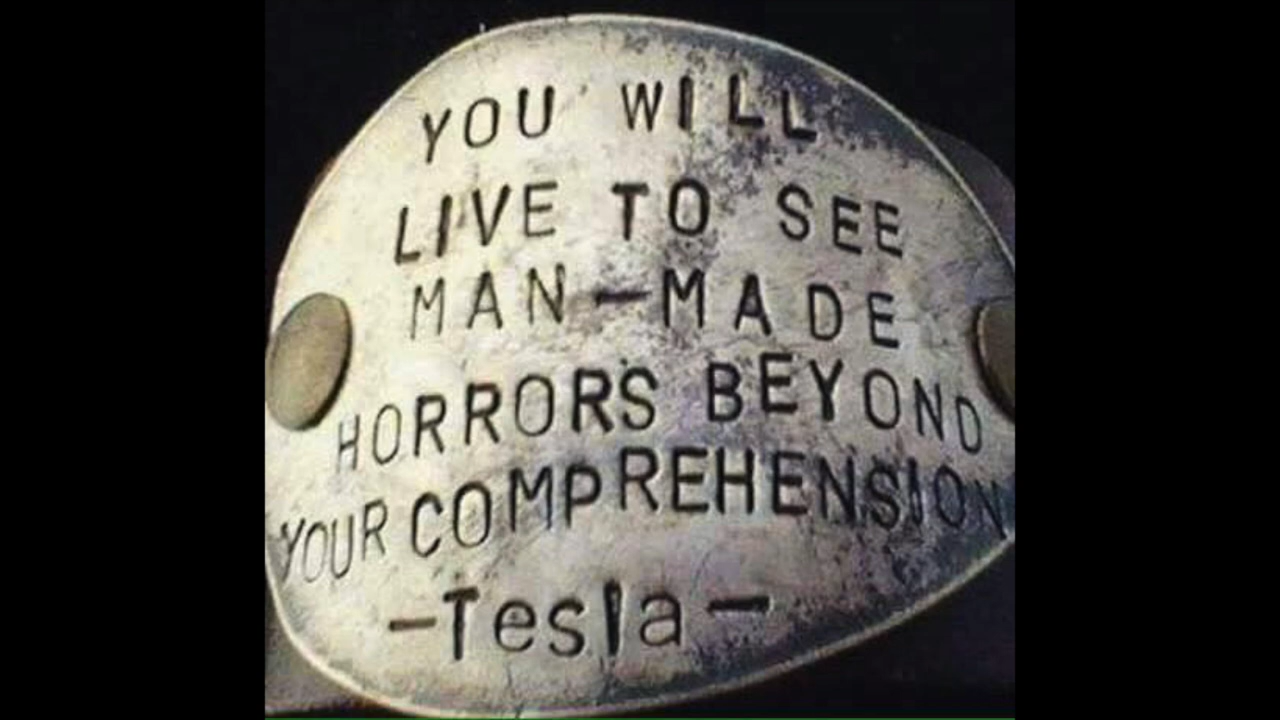 YOU WILL
LIVE TO SEE
MAN-MADE
HORRORS BEYOND
YOUR COMPREHENSION
-Tesla-